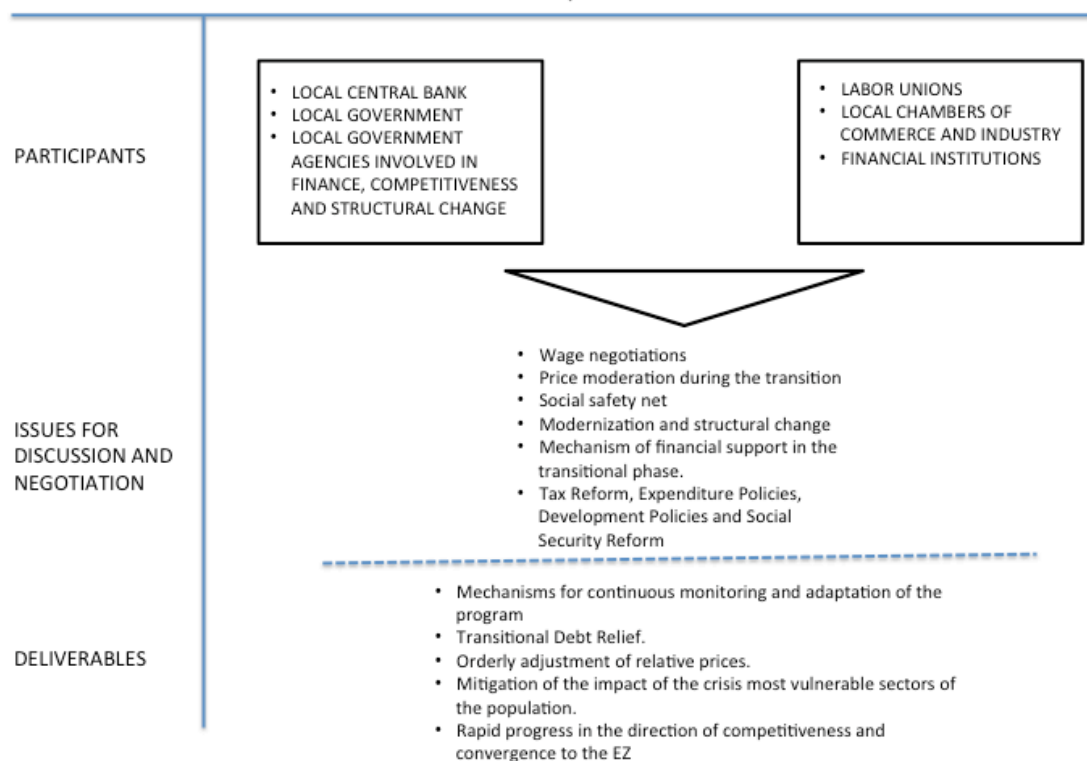 PARTICIPANTS
• LOCAL CENTRAL BANK
• LOCAL GOVERNMENT
• LOCAL GOVERNMENT
AGENCIES INVOLVED IN
FINANCE, COMPETITIVENESS
AND STRUCTURAL CHANGE
• LABOR UNIONS
• LOCAL CHAMBERS OF
COMMERCE AND INDUSTRY
• FINANCIAL INSTITUTIONS
ISSUES FOR
DISCUSSION AND
NEGOTIATION
• Wage negotiations
• Price moderation during the transition
• Social safety net
• Modernization and structural change
• Mechanism of financial support in the
transitional phase.
• Tax Reform, Expenditure Policies,
Development Policies and Social
Security Reform
DELIVERABLES
• Mechanisms for continuous monitoring and adaptation of the
program
• Transitional Debt Relief.
• Orderly adjustment of relative prices.
• Mitigation of the impact of the crisis most vulnerable sectors of
the population.
• Rapid progress in the direction of competitiveness and
convergence to the EZ